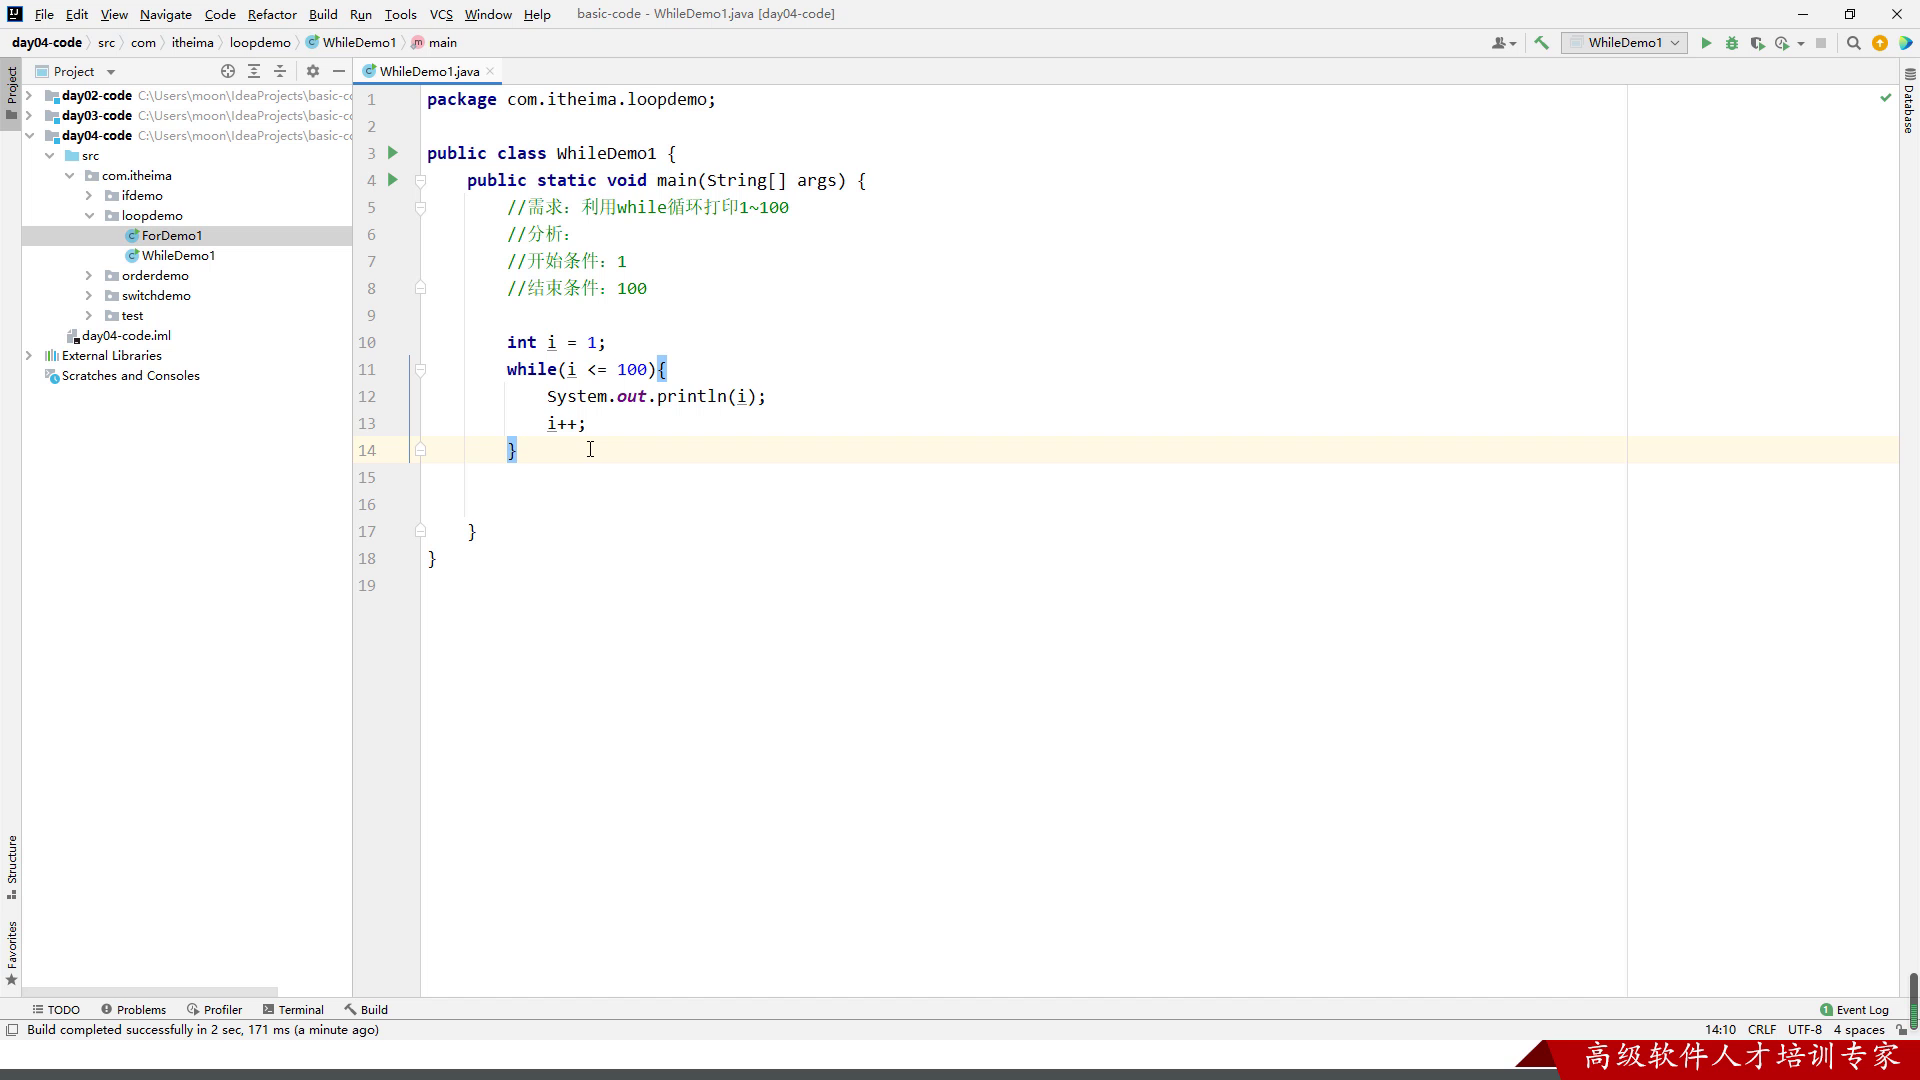 File Edit View Navigate Code Refactor Build Run Tools VCS Window Help basic-code - WhileDemo1.java [day04-code]
day04-code src com itheima loopdemo WhileDemo1 main
WhileDemo1
Project
WhileDemo1.java
Project
Database
Structure
Favorites
day02-code C:\Users\moon\IdeaProjects\basic-co
day03-code C:\Users\moon\IdeaProjects\basic-co
day04-code C:\Users\moon\IdeaProjects\basic-co
src
com.itheima
ifdemo
loopdemo
ForDemo1
WhileDemo1
orderdemo
switchdemo
test
day04-code.iml
External Libraries
Scratches and Consoles
1 package com.itheima.loopdemo;
2
3 public class WhileDemo1 {
4 public static void main(String[] args) {
5 //需求：利用while循环打印1~100
6 //分析：
7 //开始条件：1
8 //结束条件：100
9
10 int i = 1;
11 while(i <= 100){
12 System.out.println(i);
13 i++;
14 }
15
16
17 }
18 }
19
TODO Problems Profiler Terminal Build
1 Event Log
Build completed successfully in 2 sec, 171 ms (a minute ago)
14:10 CRLF UTF-8 4 spaces
高级软件人才培训专家